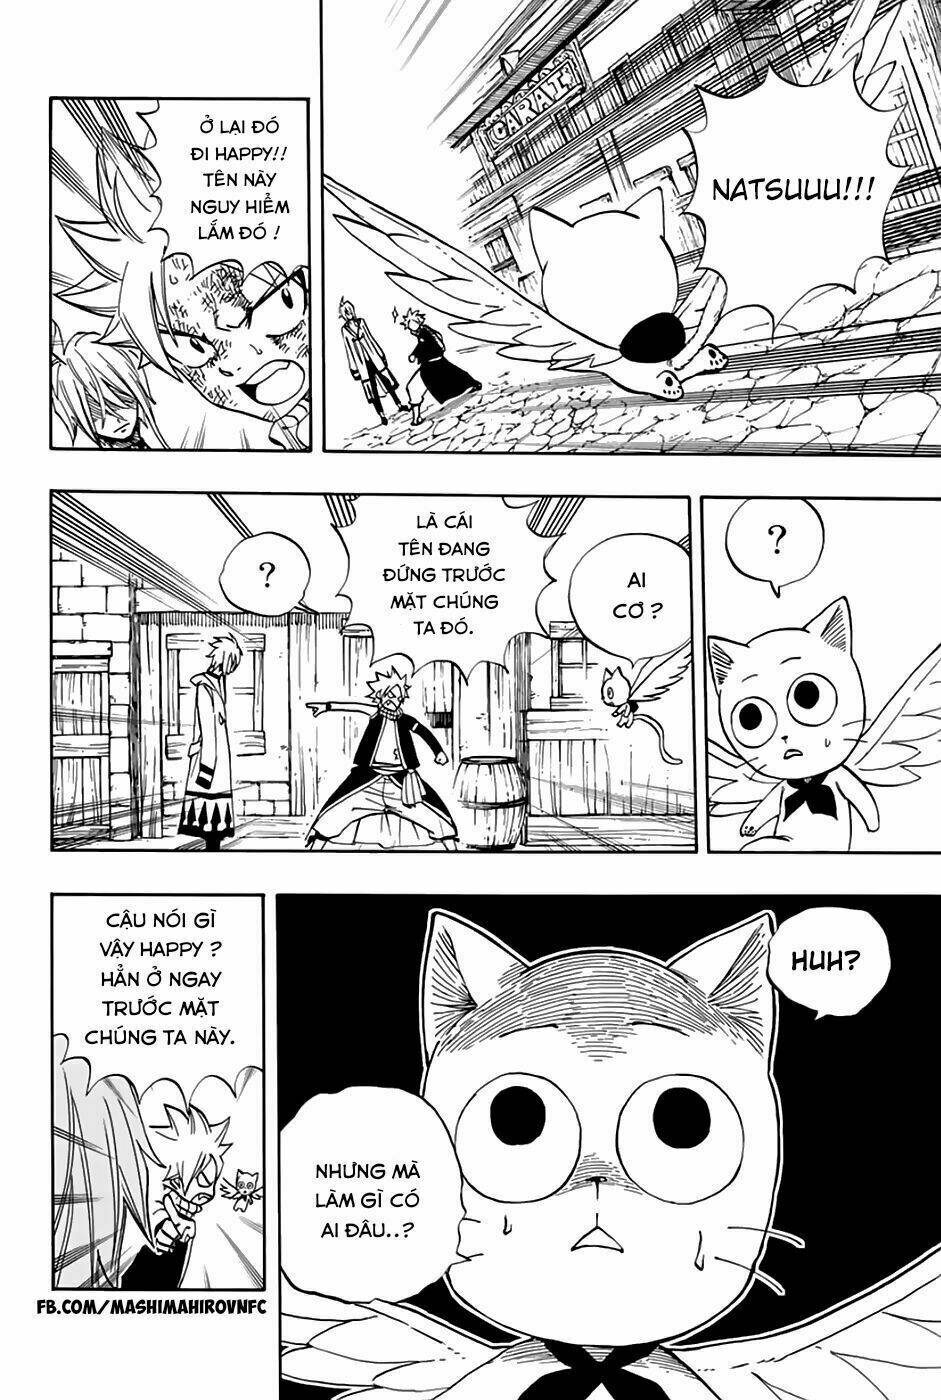 CARAT
NATSUUU!!!
Ở LẠI ĐÓ
ĐI HAPPY!!
TÊN NÀY
NGUY HIỂM
LẮM ĐÓ !
?
AI
CƠ ?
LÀ CÁI
TÊN ĐANG
ĐỨNG TRƯỚC
MẶT CHÚNG
TA ĐÓ.
?
HUH?
NHƯNG MÀ
LÀM GÌ CÓ
AI ĐÂU..?
CẬU NÓI GÌ
VẬY HAPPY ?
HẲN Ở NGAY
TRƯỚC MẶT
CHÚNG TA NÀY.
FB.COM/MASHIMAHIROVNFC